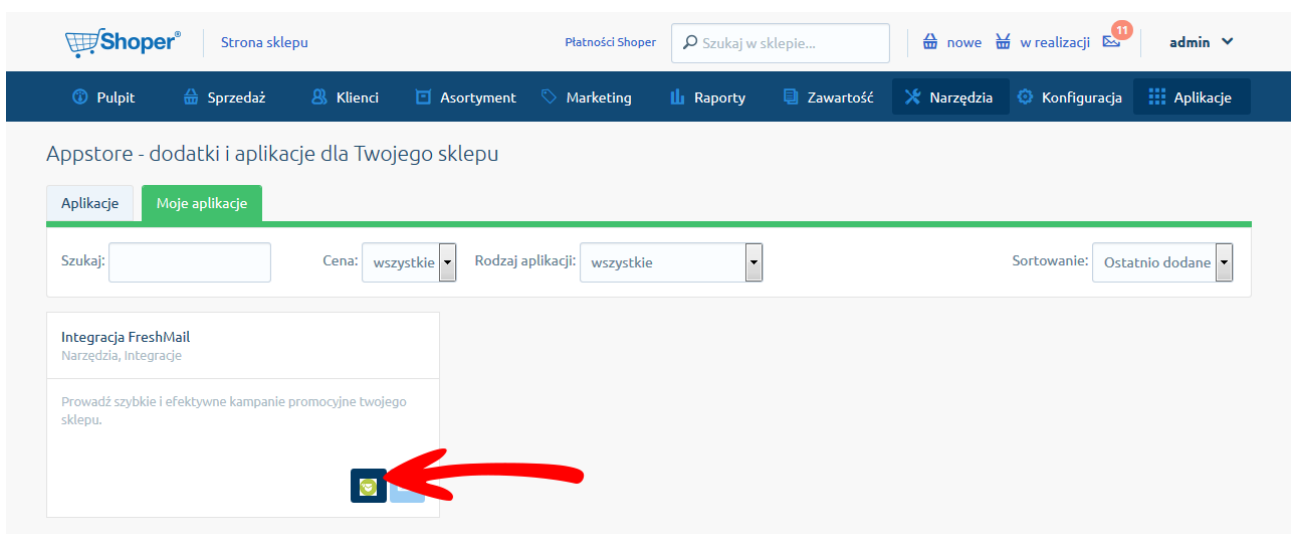 Shoper®
Strona sklepu
Płatności Shoper
Szukaj w sklepie...
nowe
w realizacji
11
admin
Pulpit
Sprzedaż
Klienci
Asortyment
Marketing
Raporty
Zawartość
Narzędzia
Konfiguracja
Aplikacje
Appstore - dodatki i aplikacje dla Twojego sklepu
Aplikacje
Moje aplikacje
Szukaj:
Cena:
wszystkie
Rodzaj aplikacji:
wszystkie
Sortowanie:
Ostatnio dodane
Integracja FreshMail
Narzędzia, Integracje
Prowadź szybkie i efektywne kampanie promocyjne twojego
sklepu.